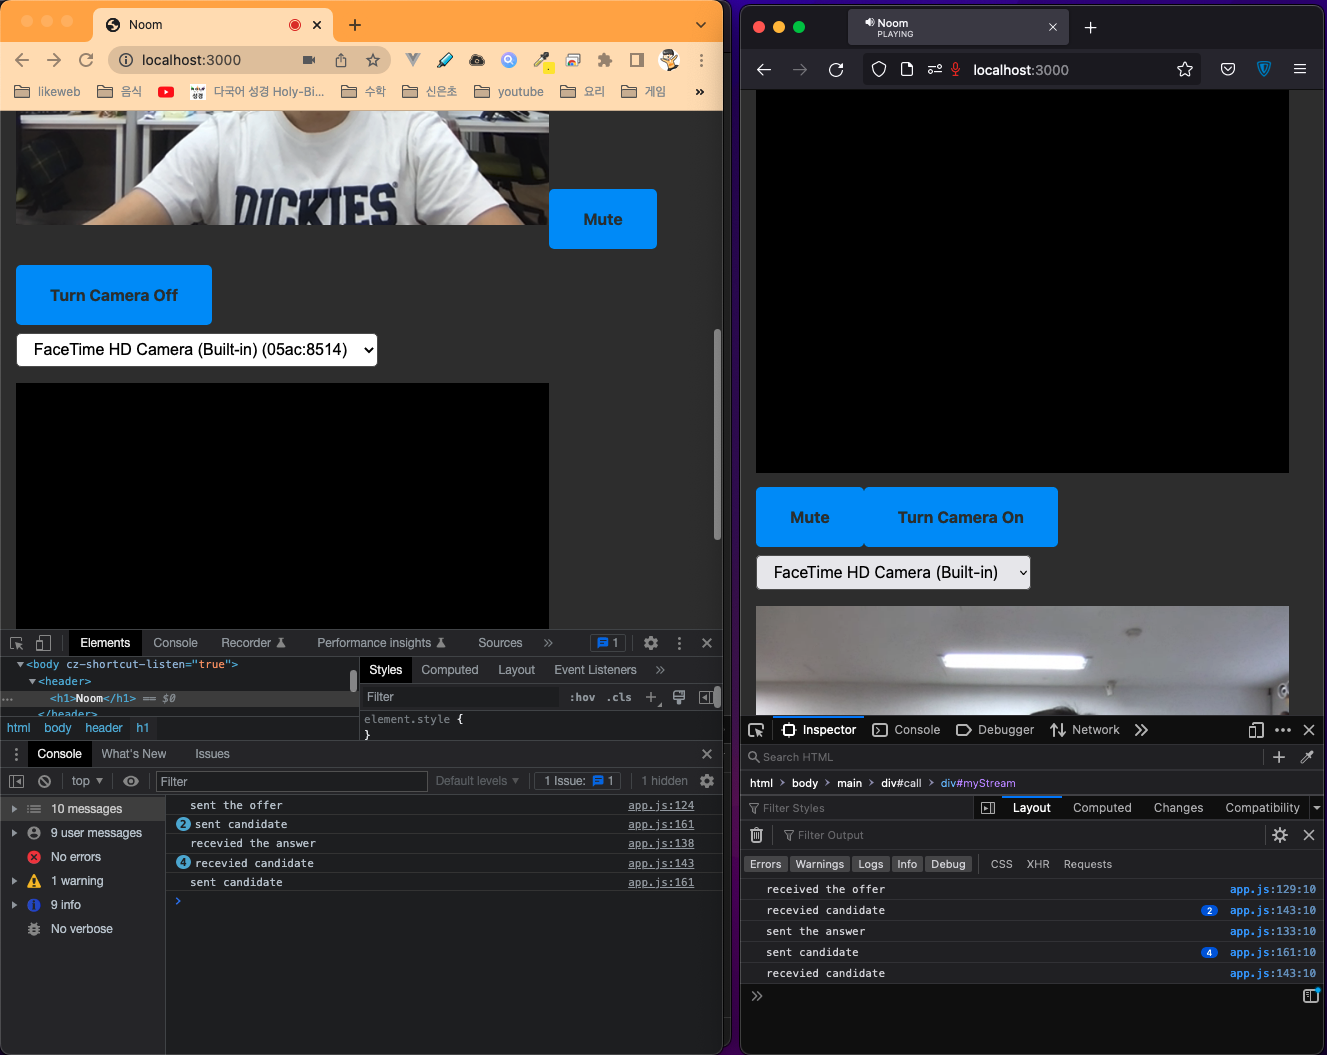 Noom
localhost:3000
likeweb
음식
다국어 성경 Holy-Bi...
수학
신은초
youtube
요리
게임
»
DICKIES®
Mute
Turn Camera Off
FaceTime HD Camera (Built-in) (05ac:8514)
Elements
Console
Recorder
Performance insights
Sources
»
1
<body cz-shortcut-listen="true">
<header>
... <h1>Noom</h1> == $0
</header>
html body header h1
Styles
Computed
Layout
Event Listeners
»
Filter
:hov .cls
element.style {
}
Console
What's New
Issues
top
Filter
Default levels
1 Issue: 1
1 hidden
10 messages
9 user messages
No errors
1 warning
9 info
No verbose
sent the offer app.js:124
2 sent candidate app.js:161
recevied the answer app.js:138
4 recevied candidate app.js:143
sent candidate app.js:161
Noom
PLAYING
localhost:3000
Mute
Turn Camera On
FaceTime HD Camera (Built-in)
Inspector
Console
Debugger
Network
Search HTML
html > body > main > div#call > div#myStream
Filter Styles
Layout
Computed
Changes
Compatibility
Filter Output
Errors
Warnings
Logs
Info
Debug
CSS
XHR
Requests
received the offer app.js:129:10
recevied candidate 2 app.js:143:10
sent the answer app.js:133:10
sent candidate 4 app.js:161:10
recevied candidate app.js:143:10